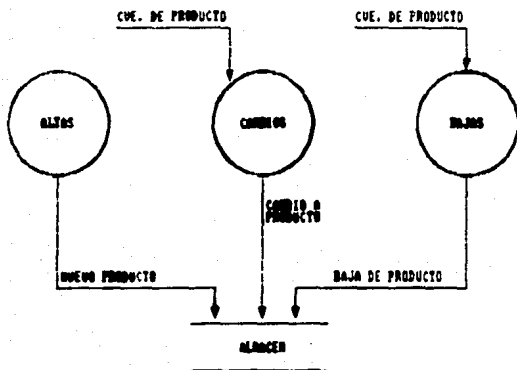 CVE. DE PRODUCTO
CVE. DE PRODUCTO
ALTAS
CAMBIOS
BAJAS
CAMBIO A
PRODUCTO
NUEVO PRODUCTO
BAJA DE PRODUCTO
ALMACEN